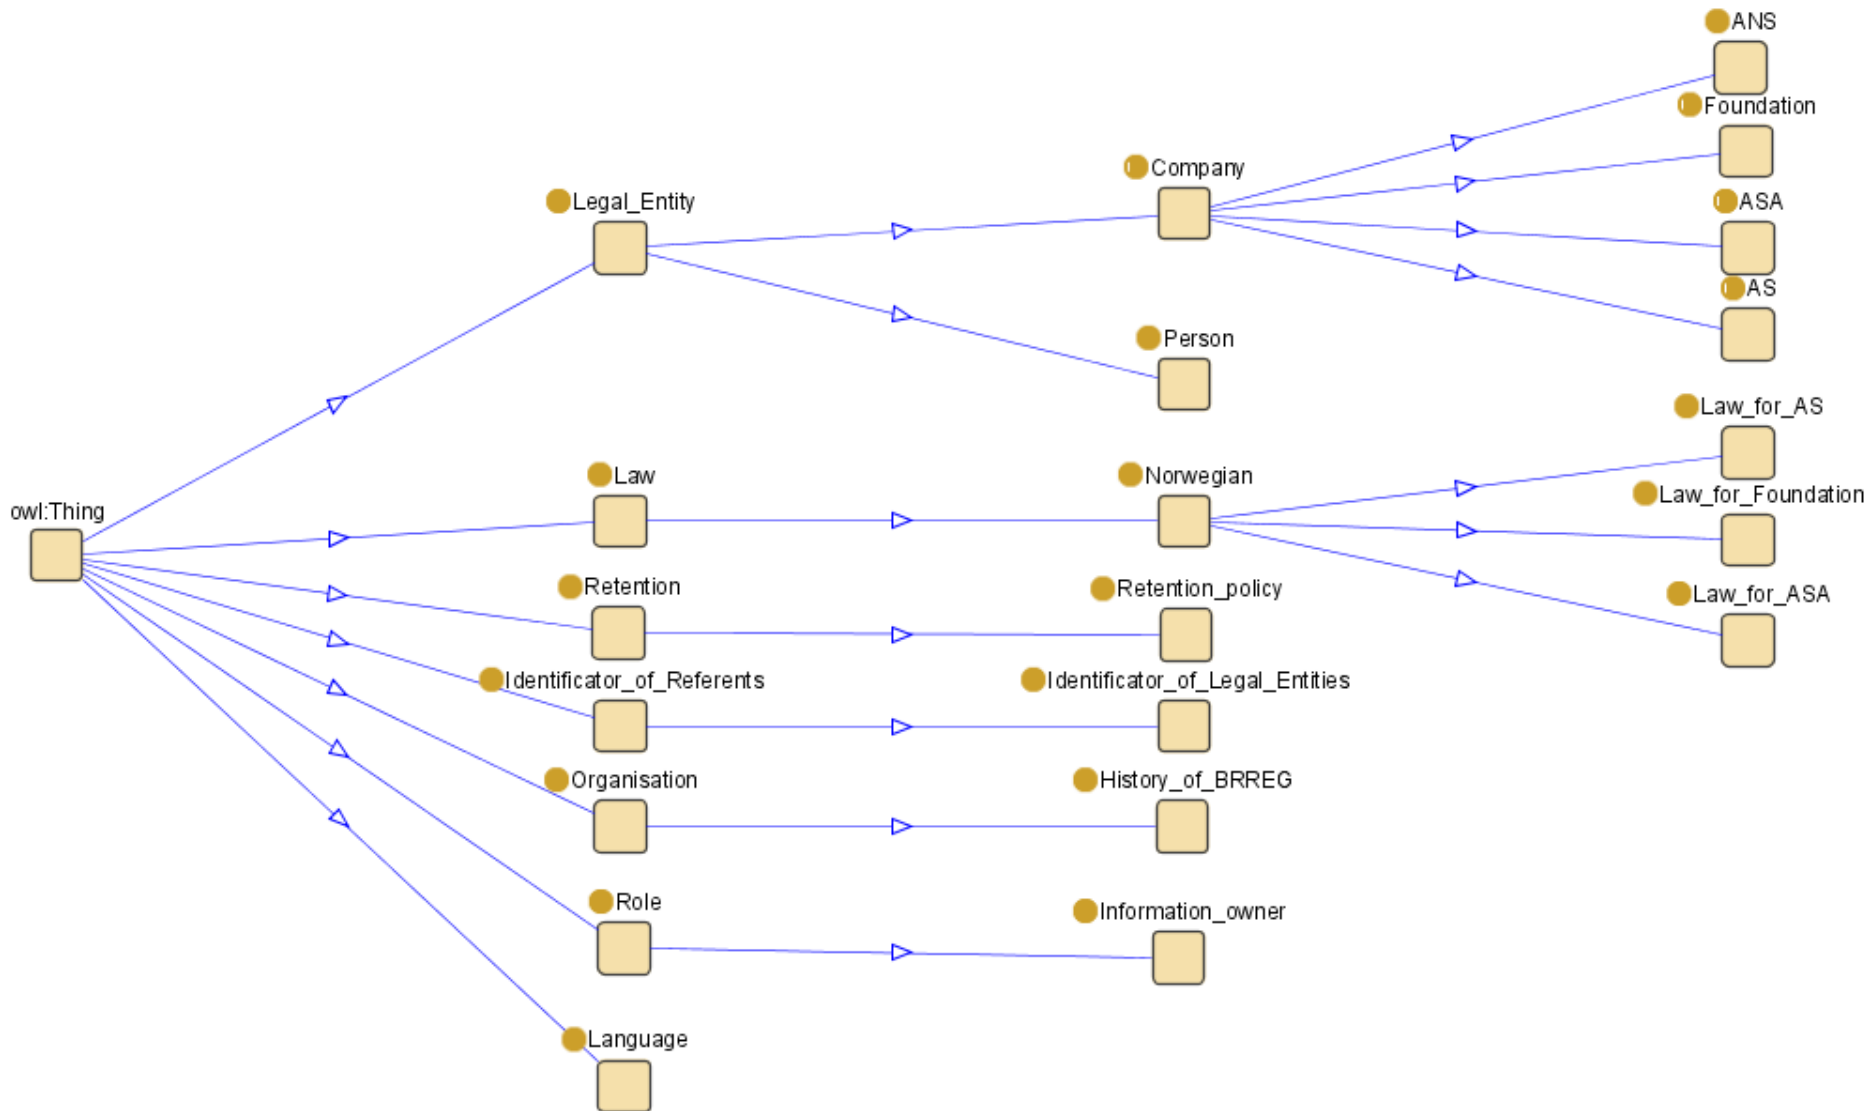 ANS
Foundation
Company
ASA
Legal_Entity
AS
Person
Law_for_AS
Law
Norwegian
Law_for_Foundation
owl:Thing
Retention
Retention_policy
Law_for_ASA
Identificator_of_Referents
Identificator_of_Legal_Entities
Organisation
History_of_BRREG
Role
Information_owner
Language